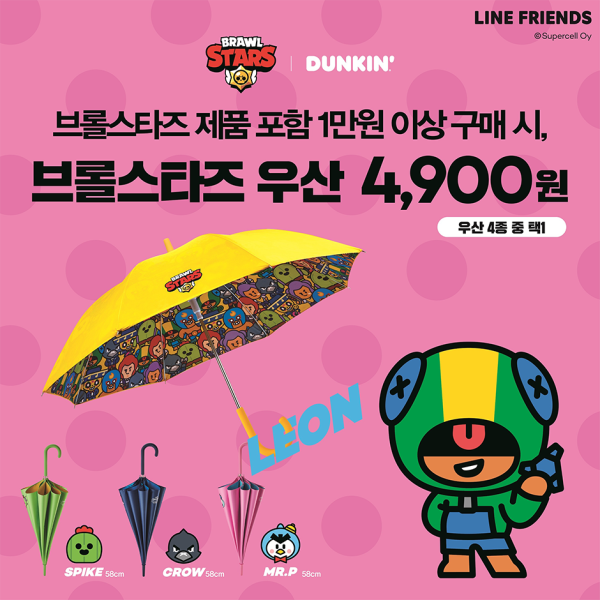 LINE FRIENDS
©Supercell Oy
BRAWL
STARS
DUNKIN'
브롤스타즈 제품 포함 1만원 이상 구매 시,
브롤스타즈 우산 4,900원
우산 4종 중 택1
BRAWL
STARS
LEON
SPIKE 58cm
CROW 58cm
MR.P 58cm